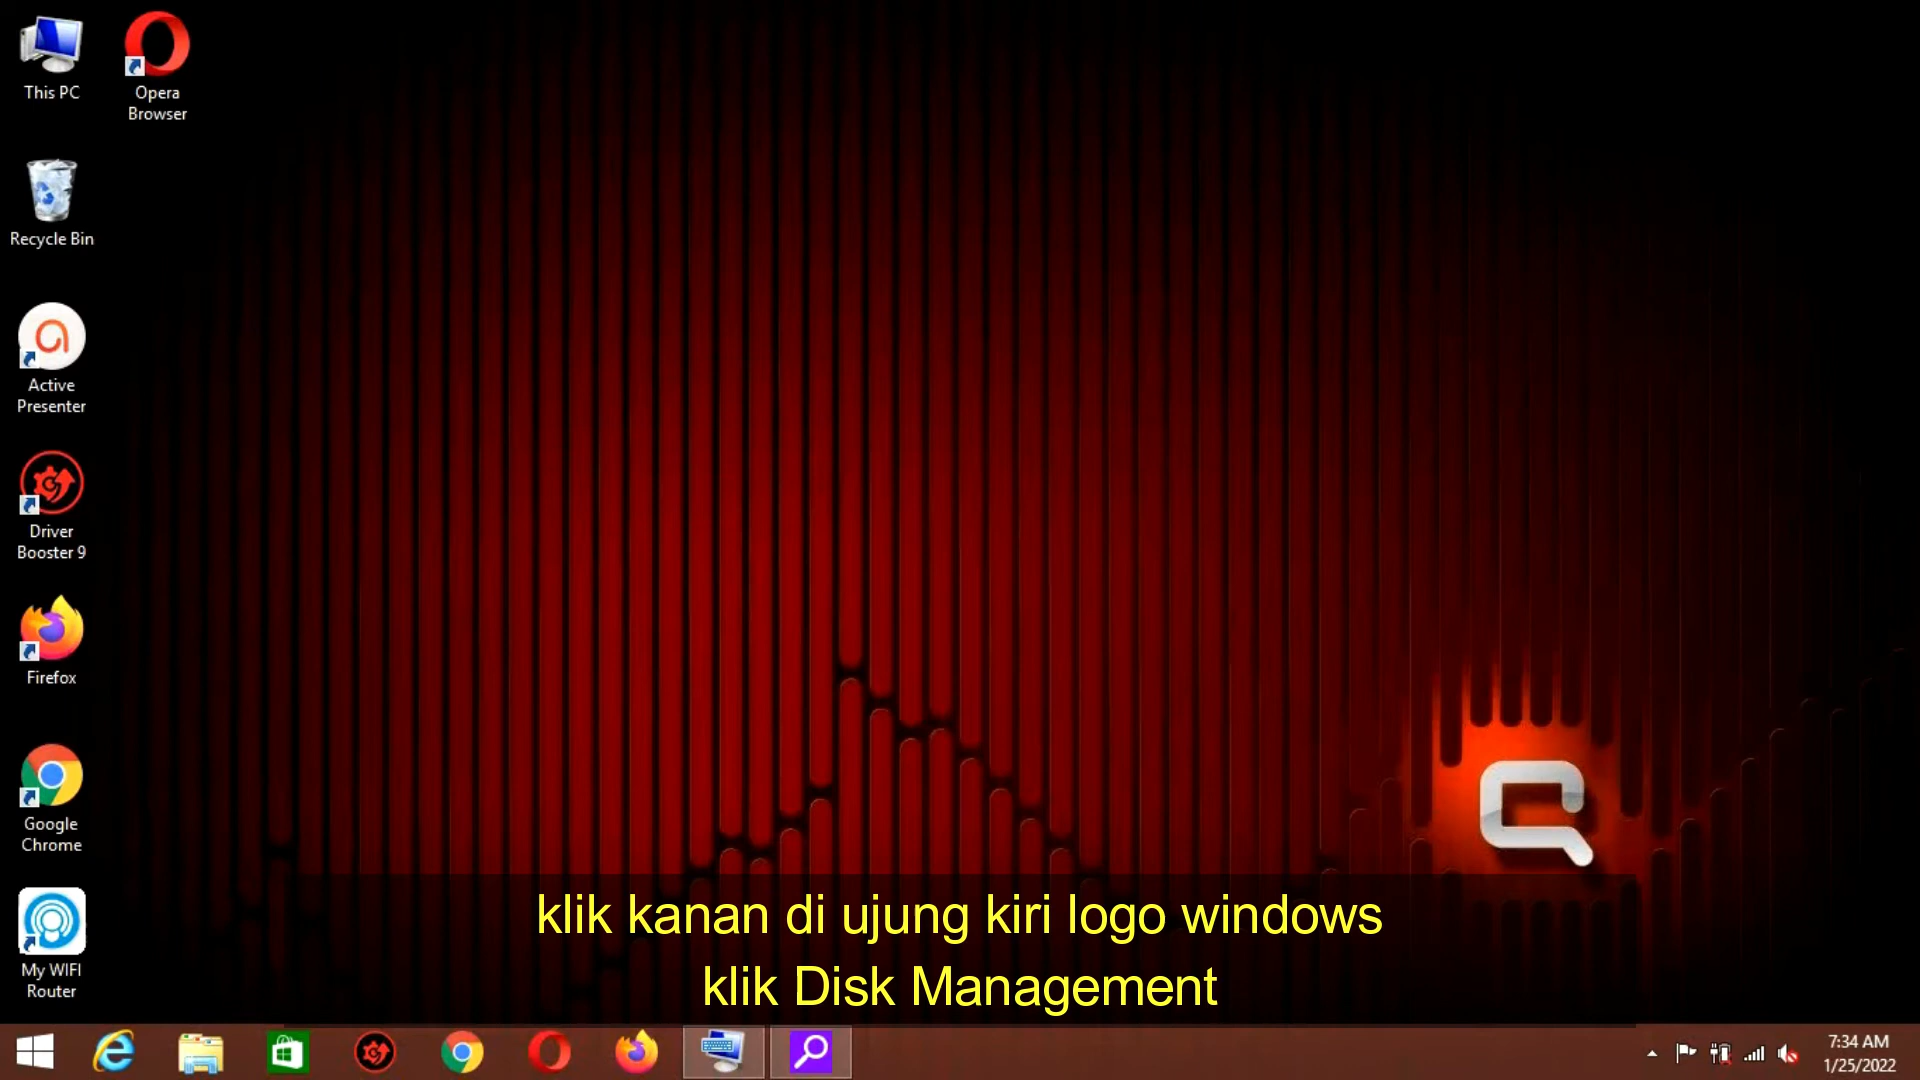 This PC
Opera
Browser
Recycle Bin
Active
Presenter
Driver
Booster 9
Firefox
Google
Chrome
My WIFI
Router
klik kanan di ujung kiri logo windows
klik Disk Management
7:34 AM
1/25/2022